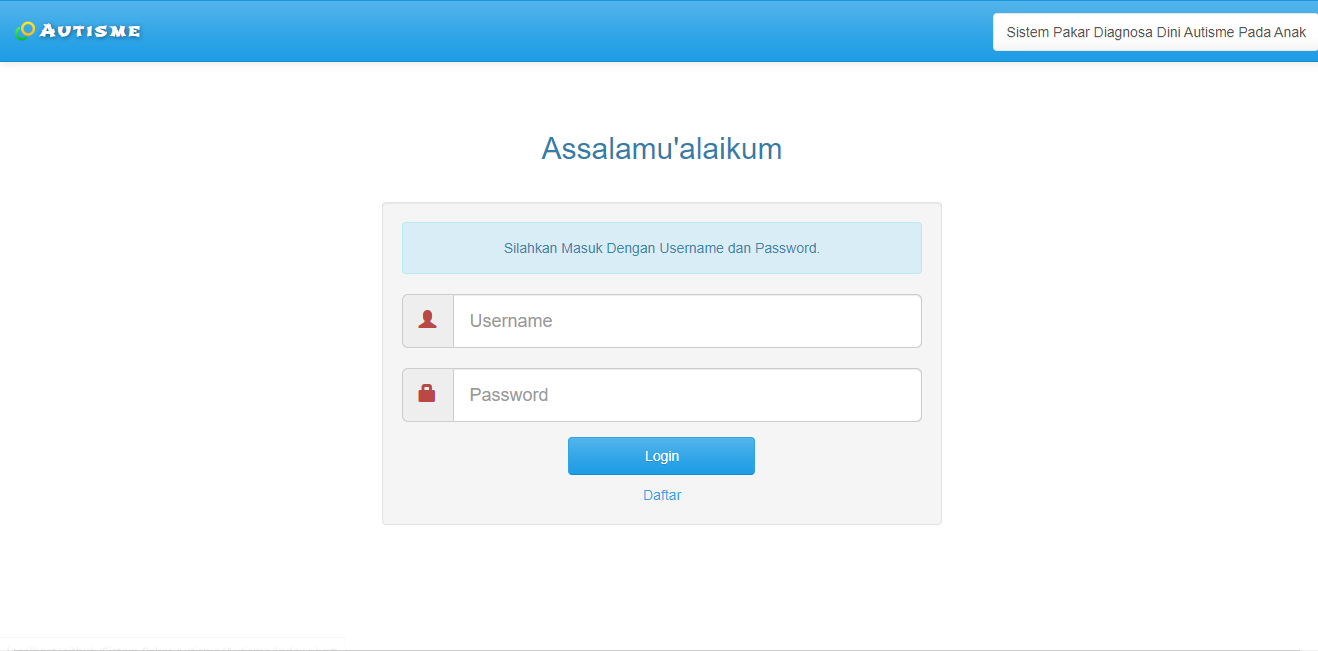 AUTISME
Sistem Pakar Diagnosa Dini Autisme Pada Anak
Assalamu'alaikum
Silahkan Masuk Dengan Username dan Password.
Username
Password
Login
Daftar